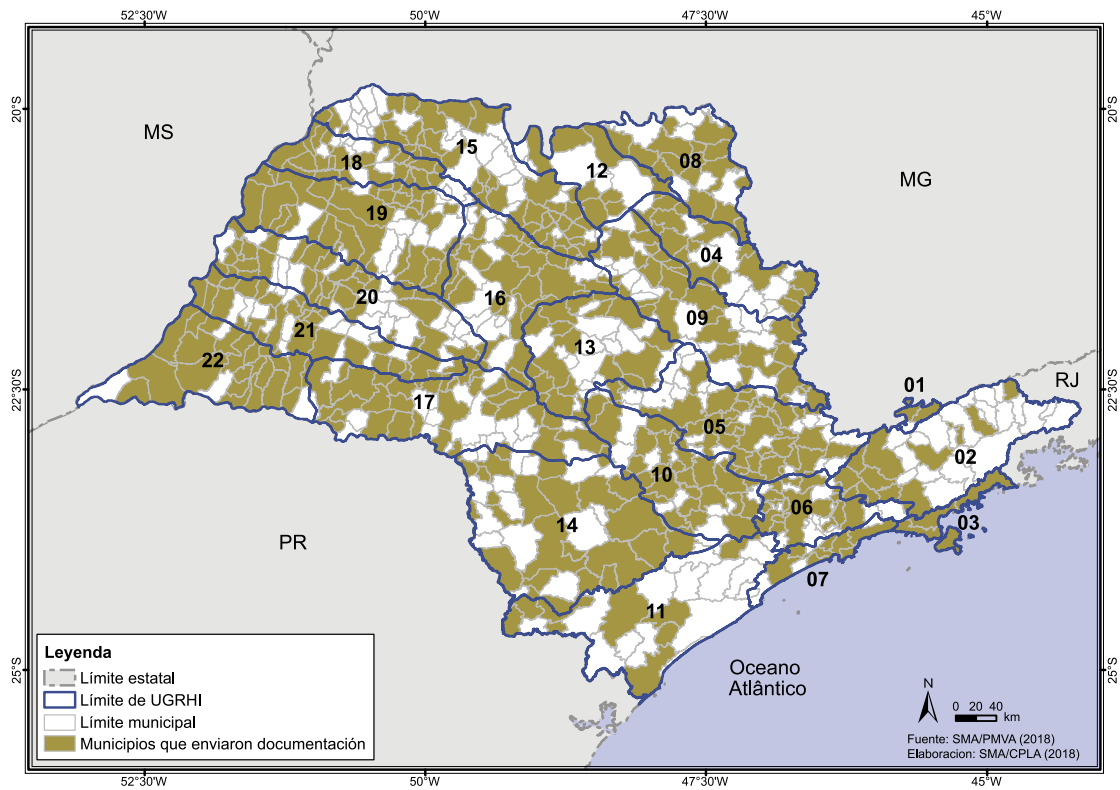 52°30'W
50°W
47°30'W
45°W
20°S
20°S
MS
15
18
12
08
MG
19
04
20
16
09
21
13
22
22°30'S
22°30'S
17
01
RJ
05
02
10
06
03
14
PR
07
11
25°S
25°S
Oceano
Atlântico
Leyenda
Límite estatal
Límite de UGRHI
Límite municipal
Municipios que enviaron documentación
N
0 20 40
km
Fuente: SMA/PMVA (2018)
Elaboracion: SMA/CPLA (2018)
52°30'W
50°W
47°30'W
45°W